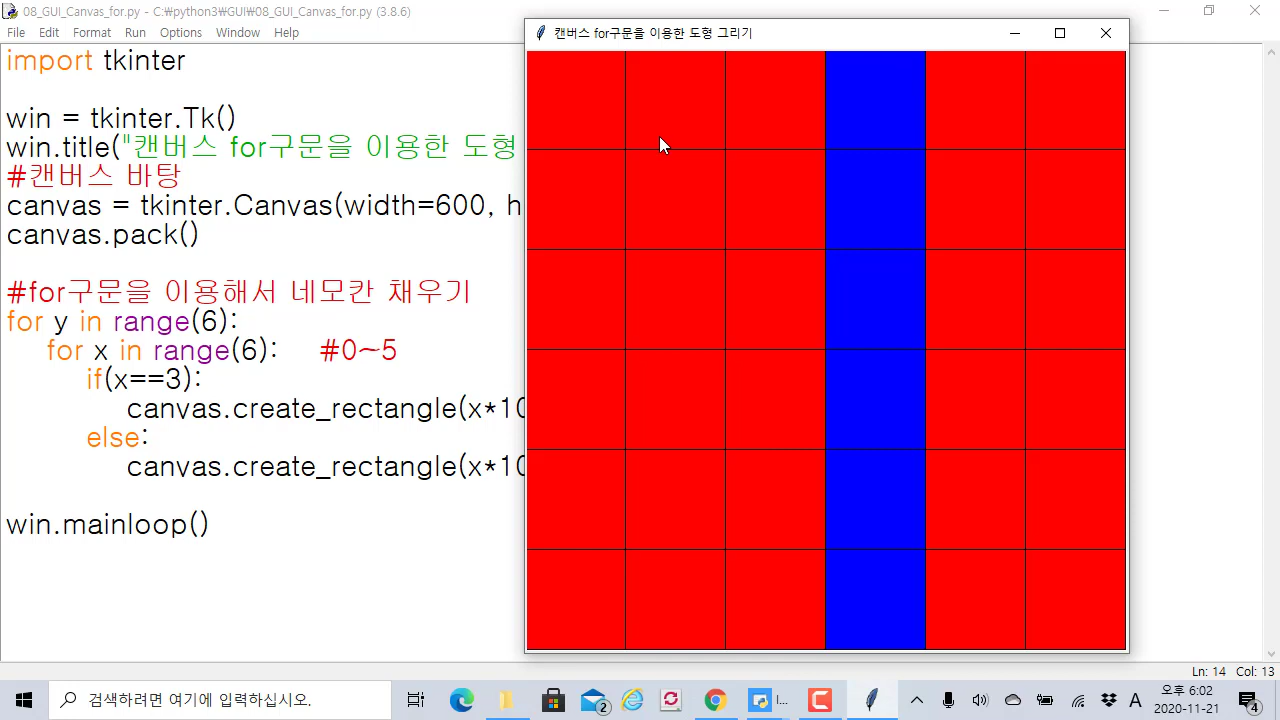 08_GUI_Canvas_for.py - C:₩python3₩GUI₩08_GUI_Canvas_for.py (3.8.6)
File Edit Format Run Options Window Help
import tkinter
win = tkinter.Tk()
win.title("캔버스 for구문을 이용한 도형
#캔버스 바탕
canvas = tkinter.Canvas(width=600, h
canvas.pack()
#for구문을 이용해서 네모칸 채우기
for y in range(6):
for x in range(6): #0~5
if(x==3):
canvas.create_rectangle(x*10
else:
canvas.create_rectangle(x*10
win.mainloop()
캔버스 for구문을 이용한 도형 그리기
Ln: 14 Col: 13
검색하려면 여기에 입력하십시오.
2
I...
A
오후 6:02
2020-11-21
4